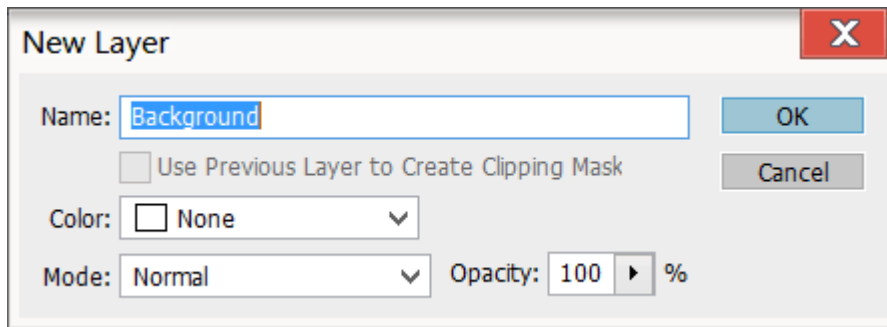 New Layer
Name: Background OK
Use Previous Layer to Create Clipping Mask Cancel
Color: None
Mode: Normal Opacity: 100 %